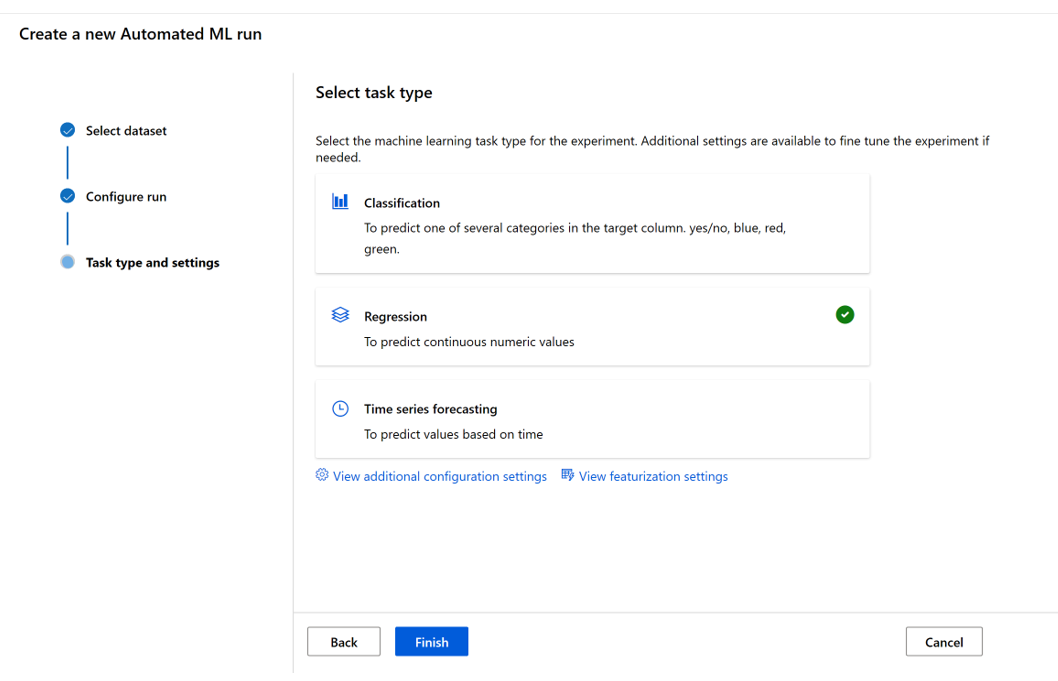 Create a new Automated ML run
Select dataset
Configure run
Task type and settings
Select task type
Select the machine learning task type for the experiment. Additional settings are available to fine tune the experiment if
needed.
Classification
To predict one of several categories in the target column. yes/no, blue, red,
green.
Regression
To predict continuous numeric values
Time series forecasting
To predict values based on time
View additional configuration settings View featurization settings
Back Finish Cancel